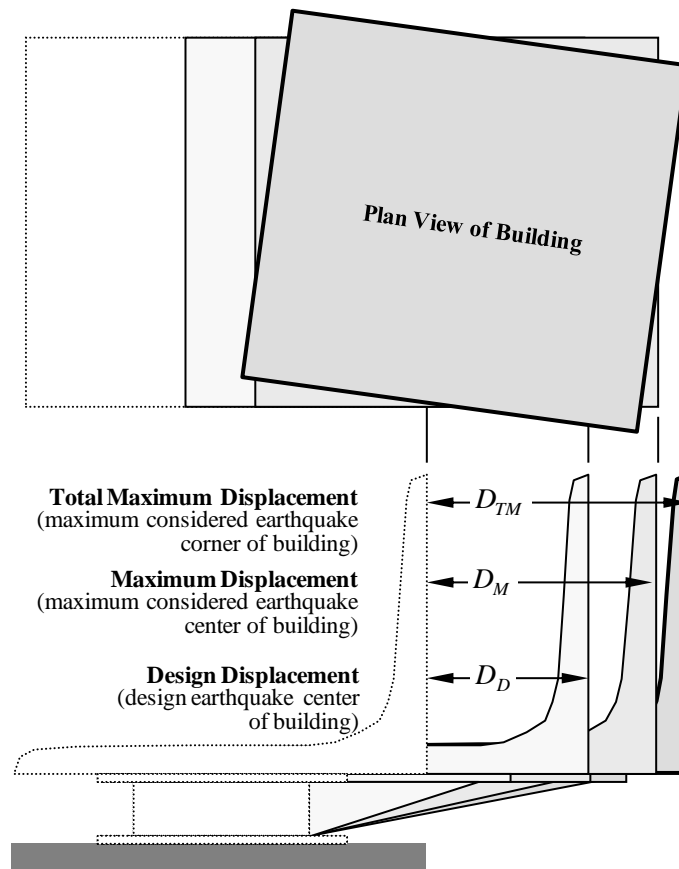 Plan View of Building
Total Maximum Displacement
(maximum considered earthquake
corner of building)
D_TM
Maximum Displacement
(maximum considered earthquake
center of building)
D_M
Design Displacement
(design earthquake center
of building)
D_D